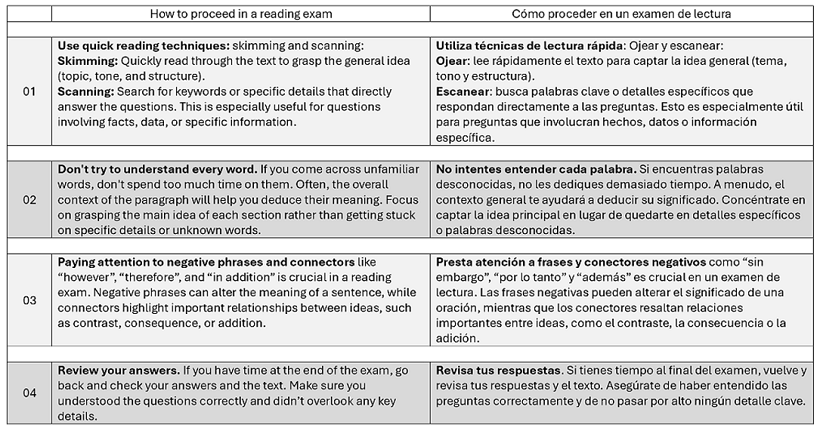 How to proceed in a reading exam
Cómo proceder en un examen de lectura
01
Use quick reading techniques: skimming and scanning:
Skimming: Quickly read through the text to grasp the general idea
(topic, tone, and structure).
Scanning: Search for keywords or specific details that directly
answer the questions. This is especially useful for questions
involving facts, data, or specific information.
Utiliza técnicas de lectura rápida: Ojear y escanear:
Ojear: lee rápidamente el texto para captar la idea general (tema,
tono y estructura).
Escanear: busca palabras clave o detalles específicos que
respondan directamente a las preguntas. Esto es especialmente útil
para preguntas que involucran hechos, datos o información
específica.
02
Don't try to understand every word. If you come across unfamiliar
words, don't spend too much time on them. Often, the overall
context of the paragraph will help you deduce their meaning. Focus
on grasping the main idea of each section rather than getting stuck
on specific details or unknown words.
No intentes entender cada palabra. Si encuentras palabras
desconocidas, no les dediques demasiado tiempo. A menudo, el
contexto general te ayudará a deducir su significado. Concéntrate en
captar la idea principal en lugar de quedarte en detalles específicos
o palabras desconocidas.
03
Paying attention to negative phrases and connectors like
“however”, “therefore”, and “in addition” is crucial in a reading
exam. Negative phrases can alter the meaning of a sentence, while
connectors highlight important relationships between ideas, such
as contrast, consequence, or addition.
Presta atención a frases y conectores negativos como “sin
embargo”, “por lo tanto” y “además” es crucial en un examen de
lectura. Las frases negativas pueden alterar el significado de una
oración, mientras que los conectores resaltan relaciones
importantes entre ideas, como el contraste, la consecuencia o la
adición.
04
Review your answers. If you have time at the end of the exam, go
back and check your answers and the text. Make sure you
understood the questions correctly and didn't overlook any key
details.
Revisa tus respuestas. Si tienes tiempo al final del examen, vuelve y
revisa tus respuestas y el texto. Asegúrate de haber entendido las
preguntas correctamente y de no pasar por alto ningún detalle clave.